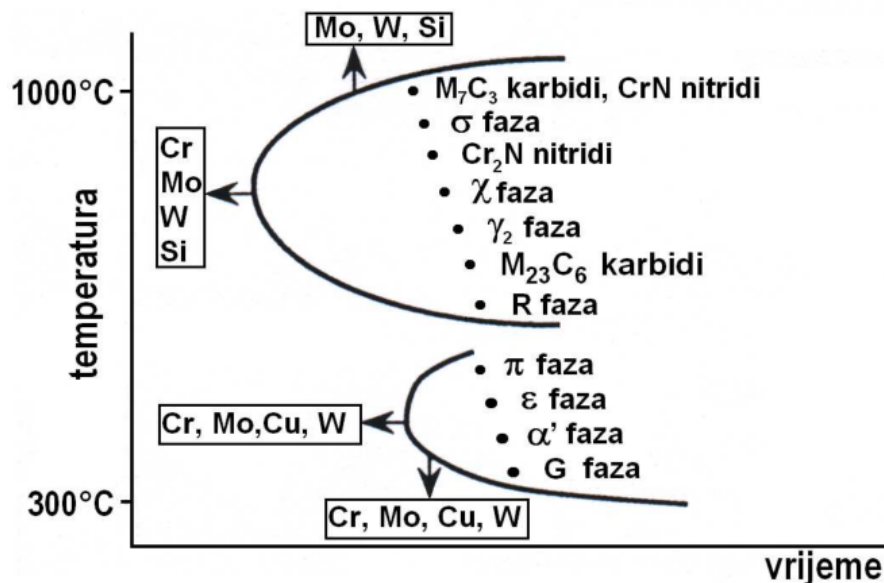 Mo, W, Si
1000°C
M₇C₃ karbidi, CrN nitridi
σ faza
Cr
Mo
W
Si
Cr₂N nitridi
χ faza
γ₂ faza
M₂₃C₆ karbidi
R faza
temperatura
π faza
ε faza
Cr, Mo,Cu, W
α' faza
G faza
300°C
Cr, Mo, Cu, W
vrijeme